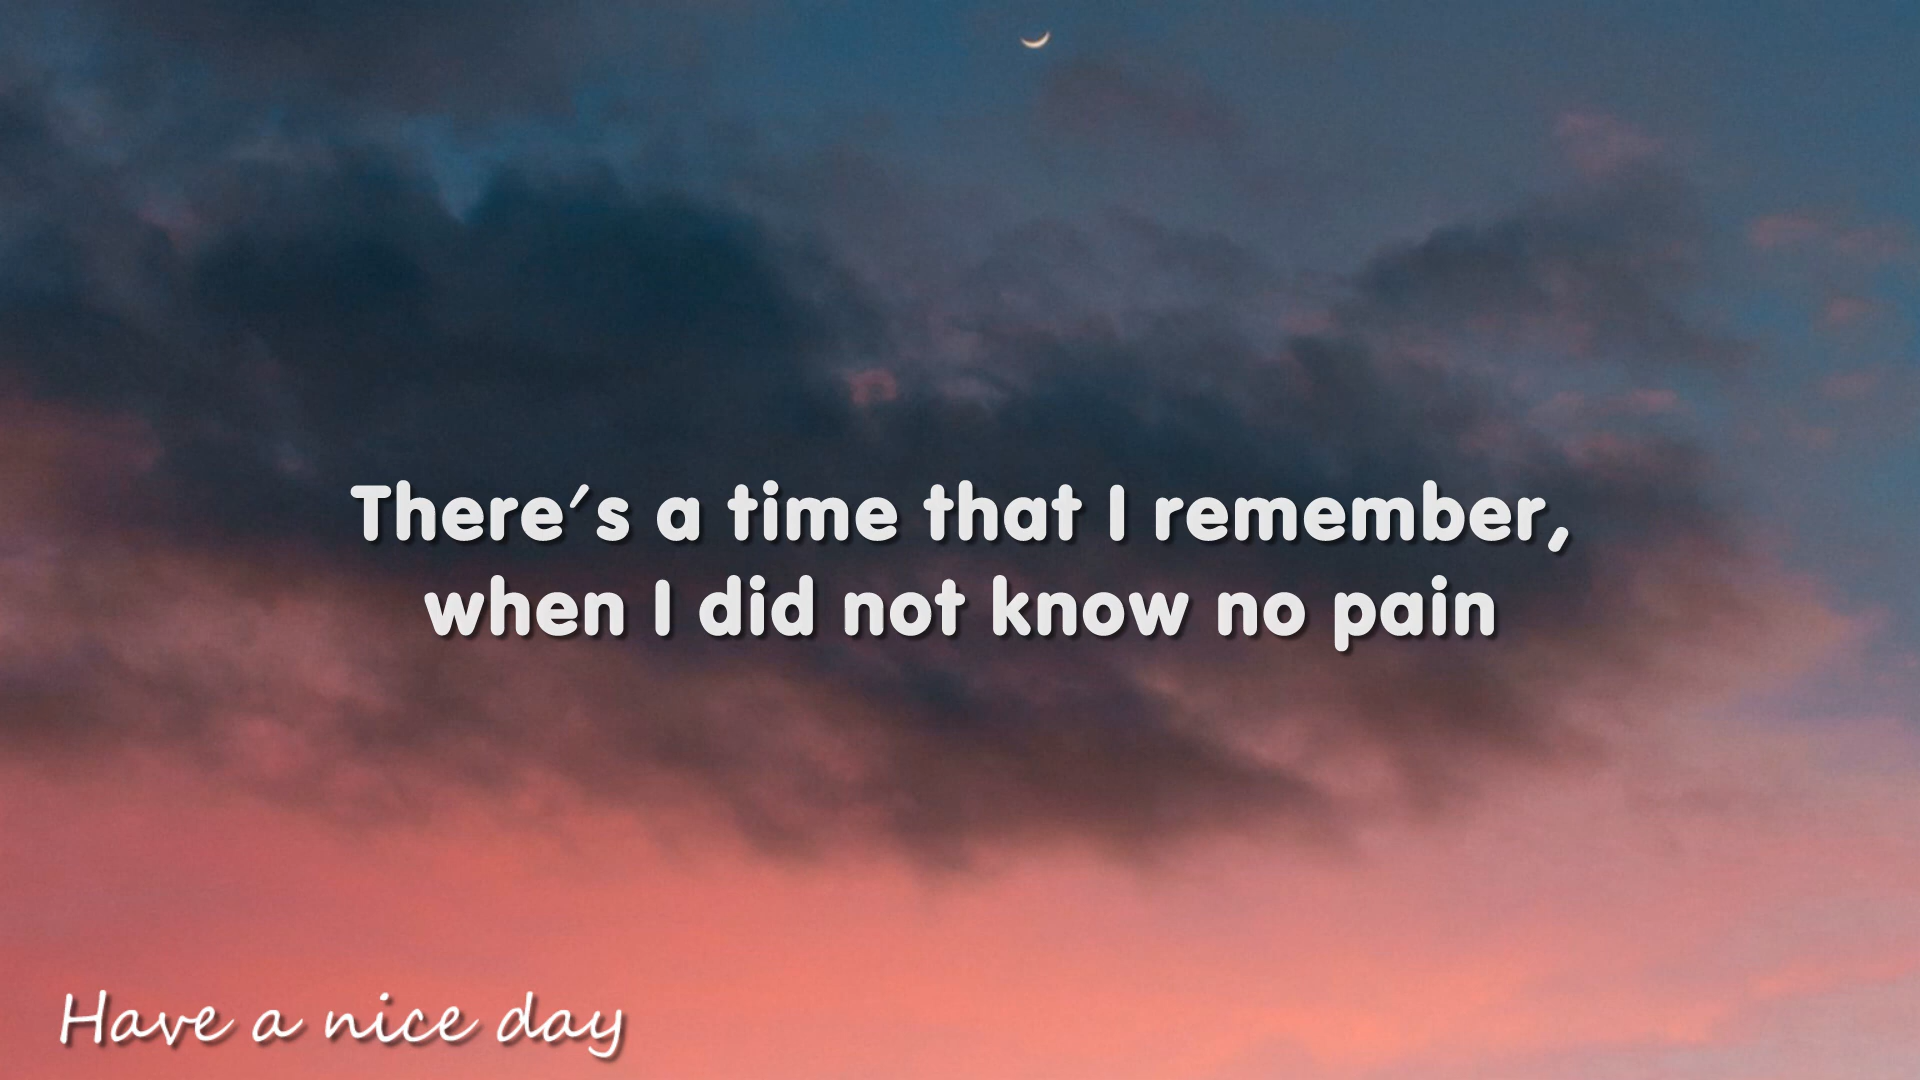 There's a time that I remember,
when I did not know no pain
Have a nice day